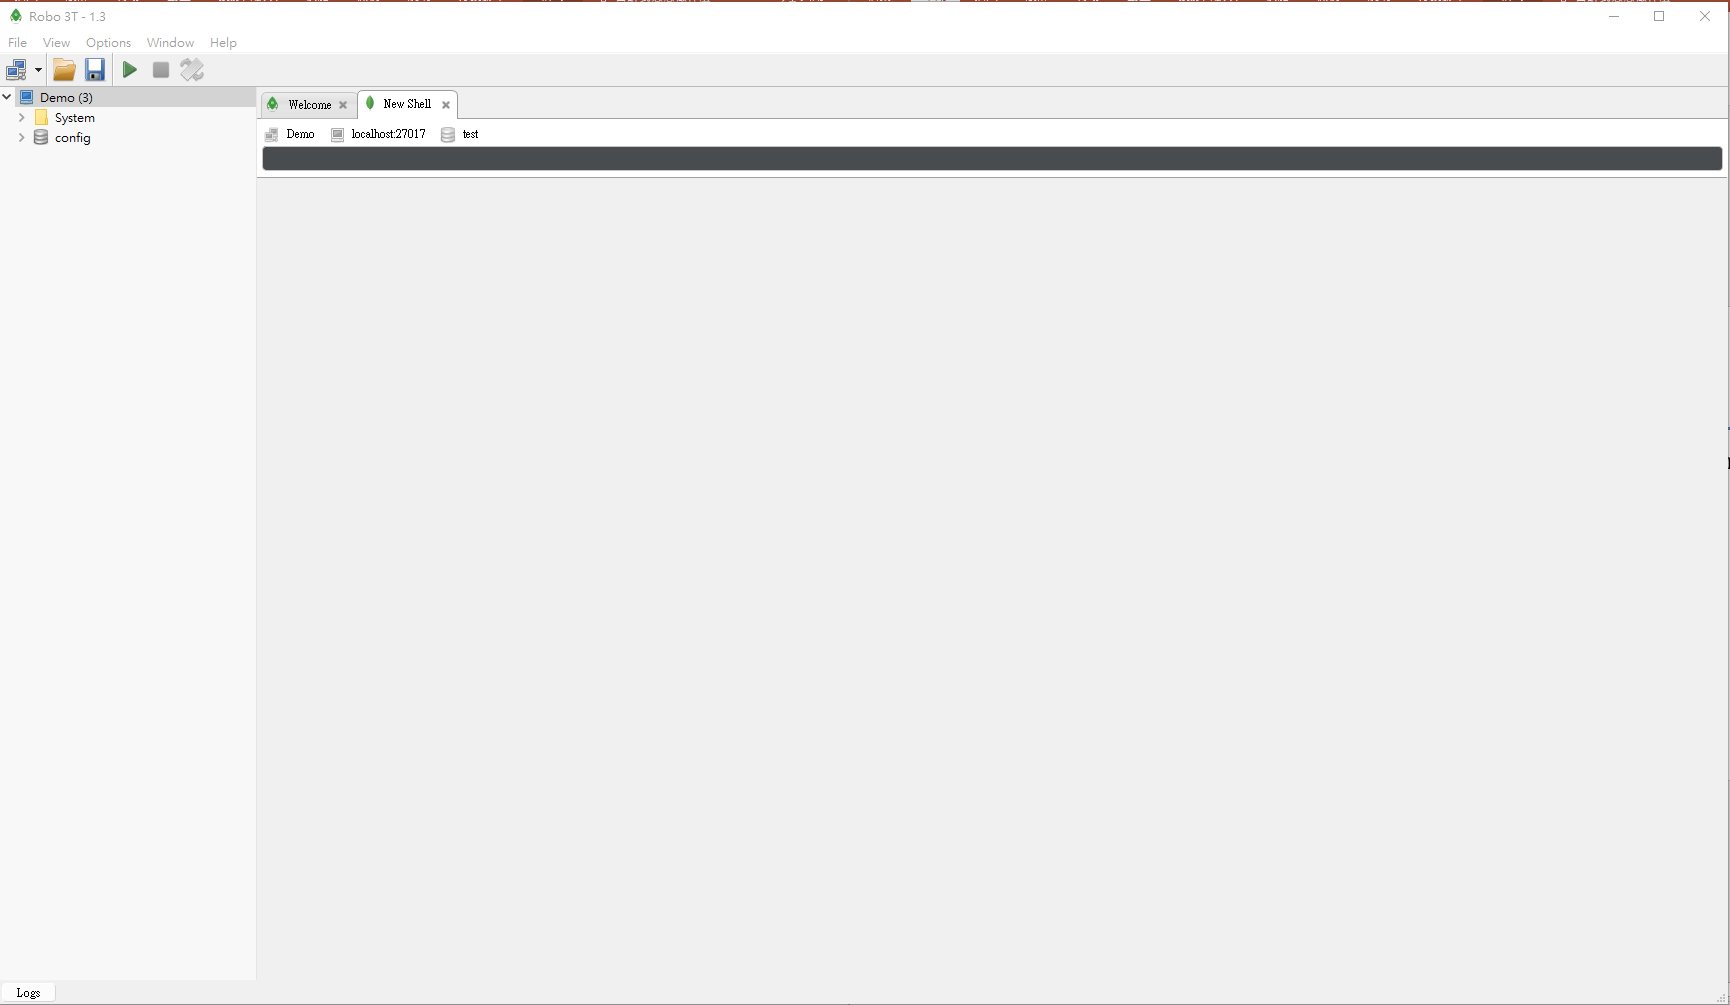 Robo 3T - 1.3
File View Options Window Help
Demo (3)
System
config
Welcome New Shell
Demo localhost:27017 test
Logs